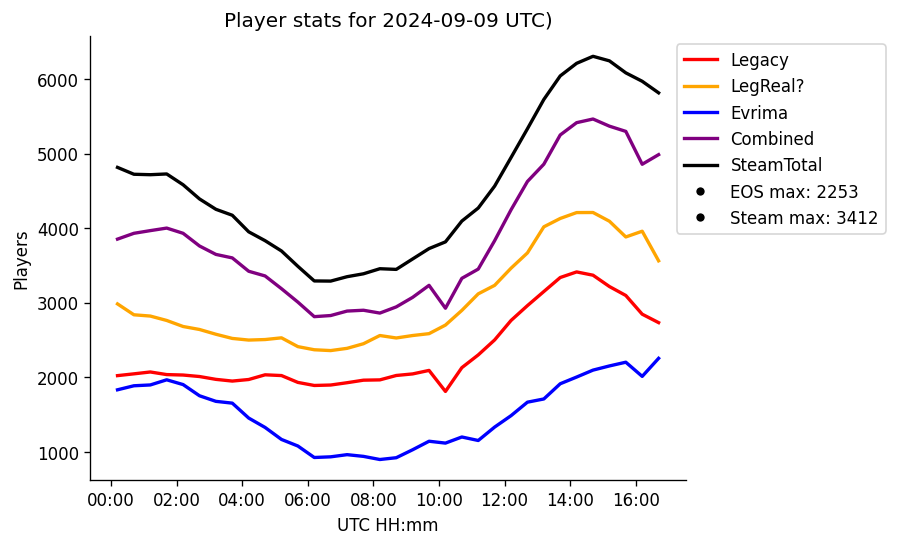 Player stats for 2024-09-09 UTC)
Legacy
LegReal?
Evrima
Combined
SteamTotal
EOS max: 2253
Steam max: 3412
Players
6000
5000
4000
3000
2000
1000
00:00 02:00 04:00 06:00 08:00 10:00 12:00 14:00 16:00
UTC HH:mm